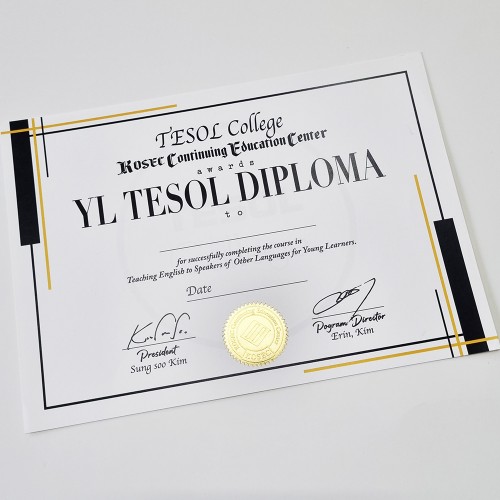 TESOL College
KOSEC CONTINUING EDUCATION CENTER
awards
YL TESOL DIPLOMA
to
for successfully completing the course in
Teaching English to Speakers of Other Languages for Young Learners.
Date
President
Sung soo Kim
Pogram Director
Erin, Kim